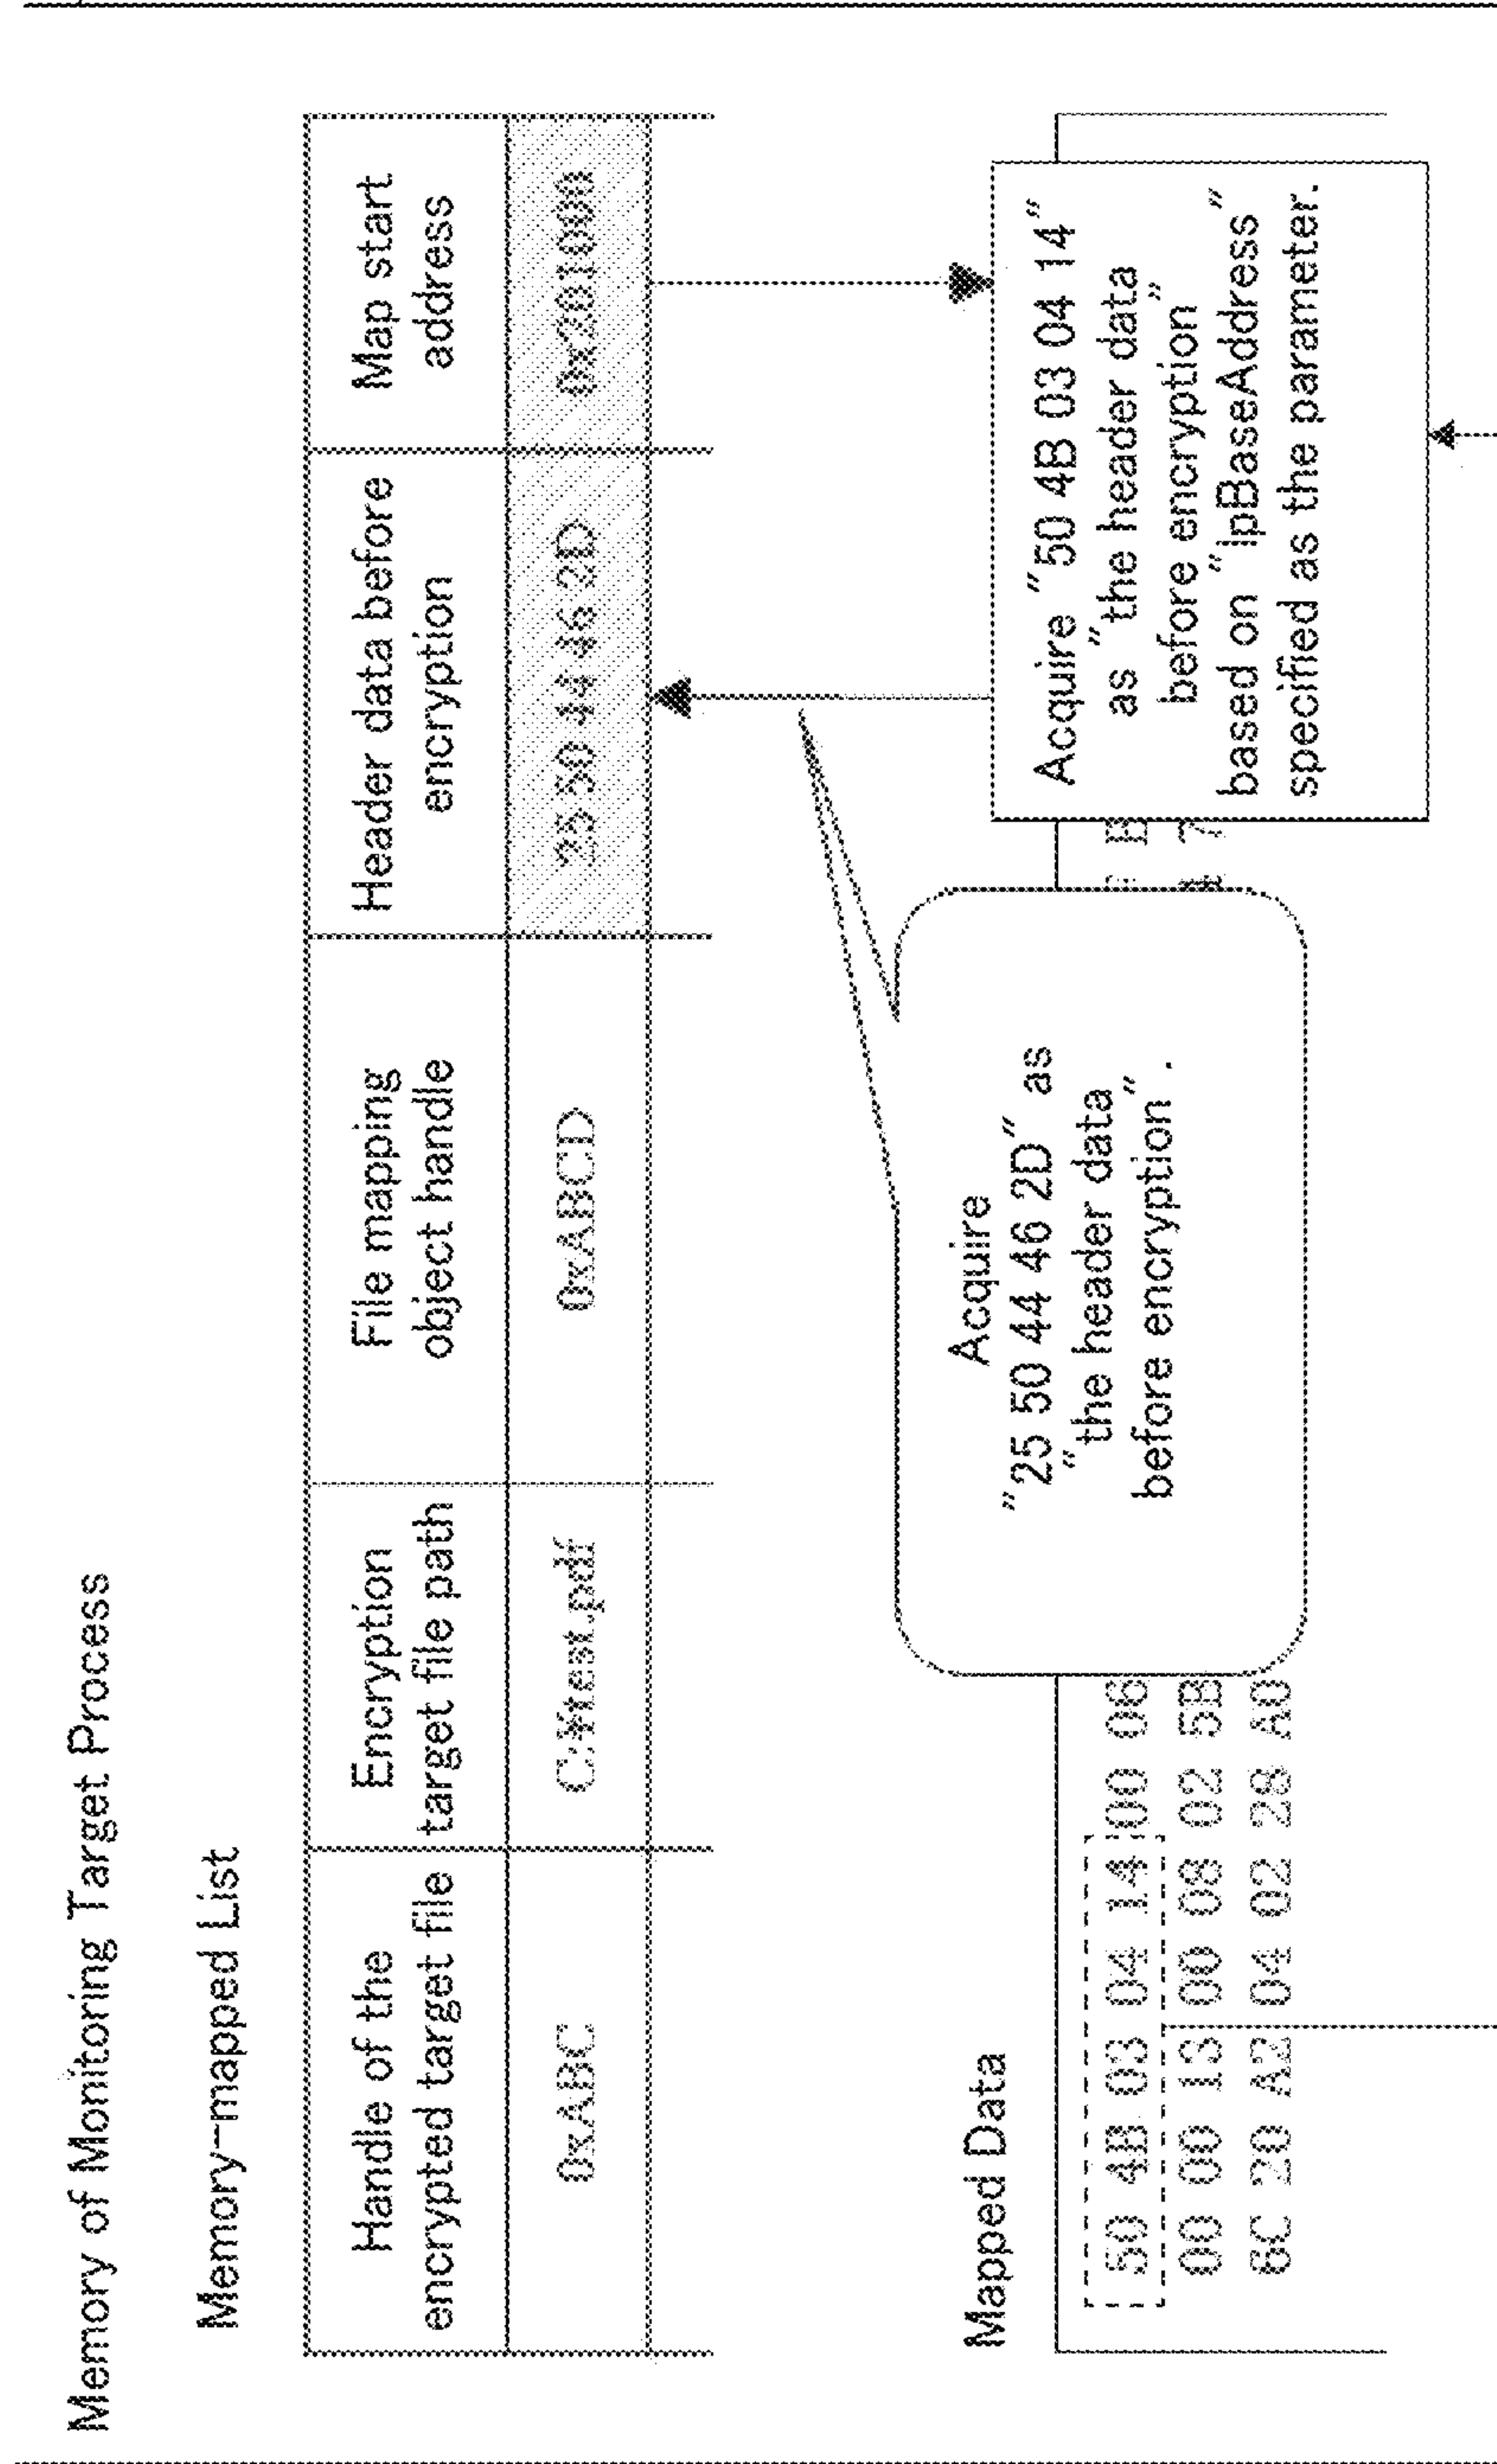 Memory of Monitoring Target Process
Memory-mapped List
Handle of the
encrypted target file
Encryption
target file path
File mapping
object handle
Header data before
encryption
Map start
address
0xABC
C:¥test.pdf
0xABCD
25 50 44 46 2D
0x201000
Acquire
"25 50 44 46 2D" as
"the header data
before encryption".
Mapped Data
50 4B 03 04 14 00 06
00 00 13 00 08 02 5B
6C 20 A2 04 02 28 A0
Acquire "50 4B 03 04 14"
as "the header data
before encryption"
based on "lpBaseAddress"
specified as the parameter.